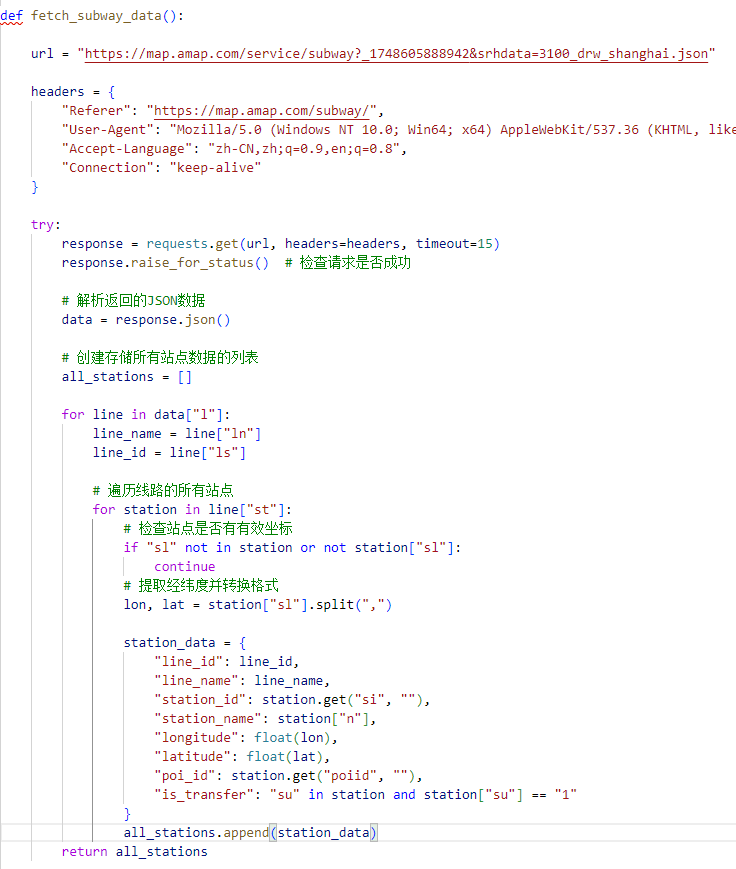 def fetch_subway_data():
url = "https://map.amap.com/service/subway?_1748605888942&srhdata=3100_drw_shanghai.json"
headers = {
"Referer": "https://map.amap.com/subway/",
"User-Agent": "Mozilla/5.0 (Windows NT 10.0; Win64; x64) AppleWebKit/537.36 (KHTML, like
"Accept-Language": "zh-CN,zh;q=0.9,en;q=0.8",
"Connection": "keep-alive"
}
try:
response = requests.get(url, headers=headers, timeout=15)
response.raise_for_status()  # 检查请求是否成功
# 解析返回的JSON数据
data = response.json()
# 创建存储所有站点数据的列表
all_stations = []
for line in data["l"]:
line_name = line["ln"]
line_id = line["ls"]
# 遍历线路的所有站点
for station in line["st"]:
# 检查站点是否有有效坐标
if "sl" not in station or not station["sl"]:
continue
# 提取经纬度并转换格式
lon, lat = station["sl"].split(",")
station_data = {
"line_id": line_id,
"line_name": line_name,
"station_id": station.get("si", ""),
"station_name": station["n"],
"longitude": float(lon),
"latitude": float(lat),
"poi_id": station.get("poiid", ""),
"is_transfer": "su" in station and station["su"] == "1"
}
all_stations.append(station_data)
return all_stations